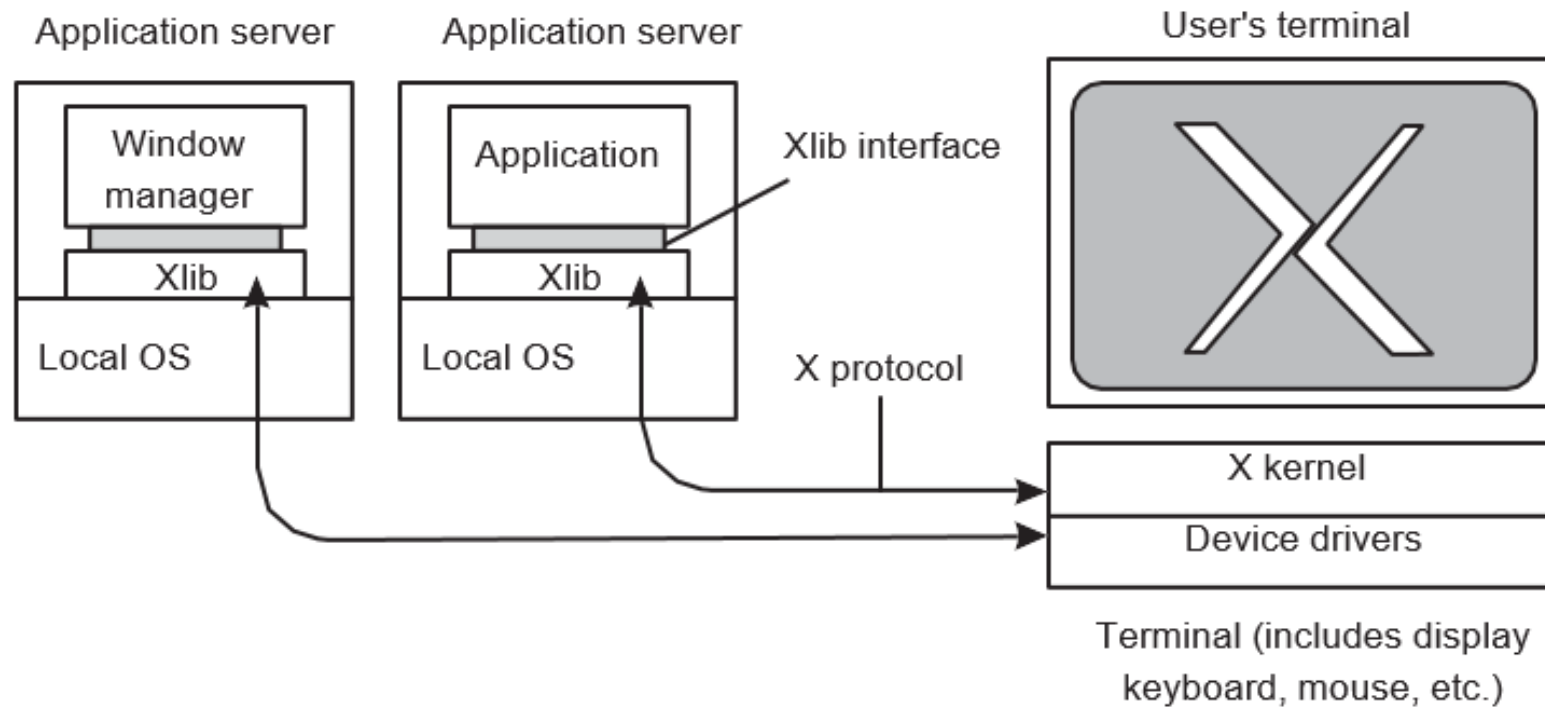 Application server
Application server
User's terminal
Window
manager
Application
Xlib interface
Xlib
Xlib
Local OS
Local OS
X protocol
X
X kernel
Device drivers
Terminal (includes display
keyboard, mouse, etc.)